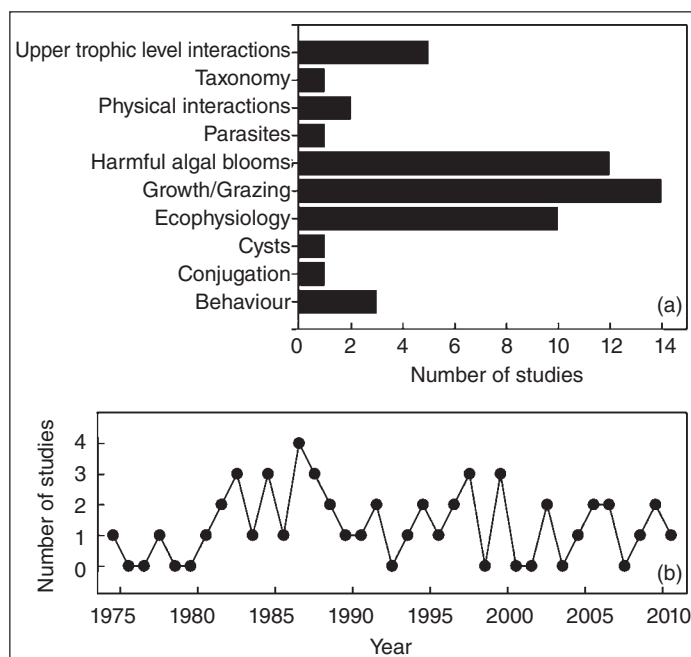 Upper trophic level interactions
Taxonomy
Physical interactions
Parasites
Harmful algal blooms
Growth/Grazing
Ecophysiology
Cysts
Conjugation
Behaviour
(a)
0 2 4 6 8 10 12 14
Number of studies
4
3
2
1
0
Number of studies
(b)
1975 1980 1985 1990 1995 2000 2005 2010
Year